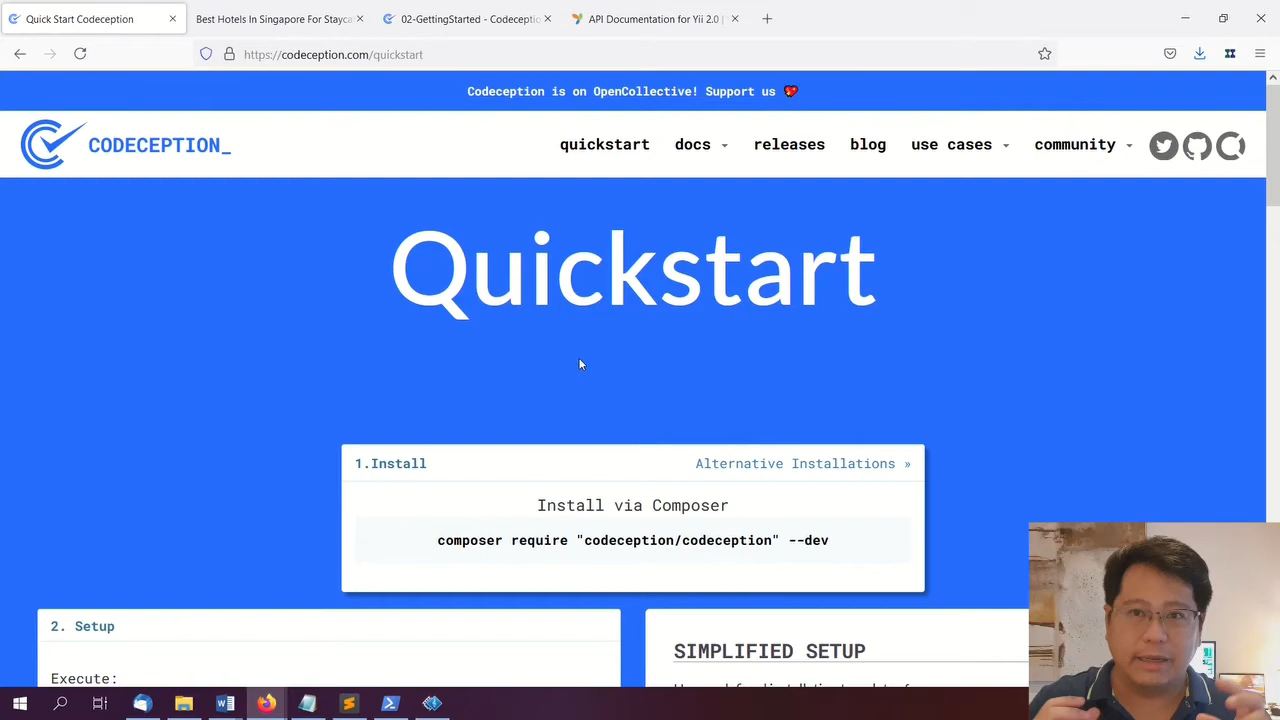 Quick Start Codeception
Best Hotels In Singapore For Stayca
02-GettingStarted - Codeceptio
API Documentation for Yii 2.0 |
https://codeception.com/quickstart
Codeception is on OpenCollective! Support us
CODECEPTION_
quickstart
docs
releases
blog
use cases
community
Quickstart
1.Install
Alternative Installations »
Install via Composer
composer require "codeception/codeception" --dev
2. Setup
Execute:
SIMPLIFIED SETUP